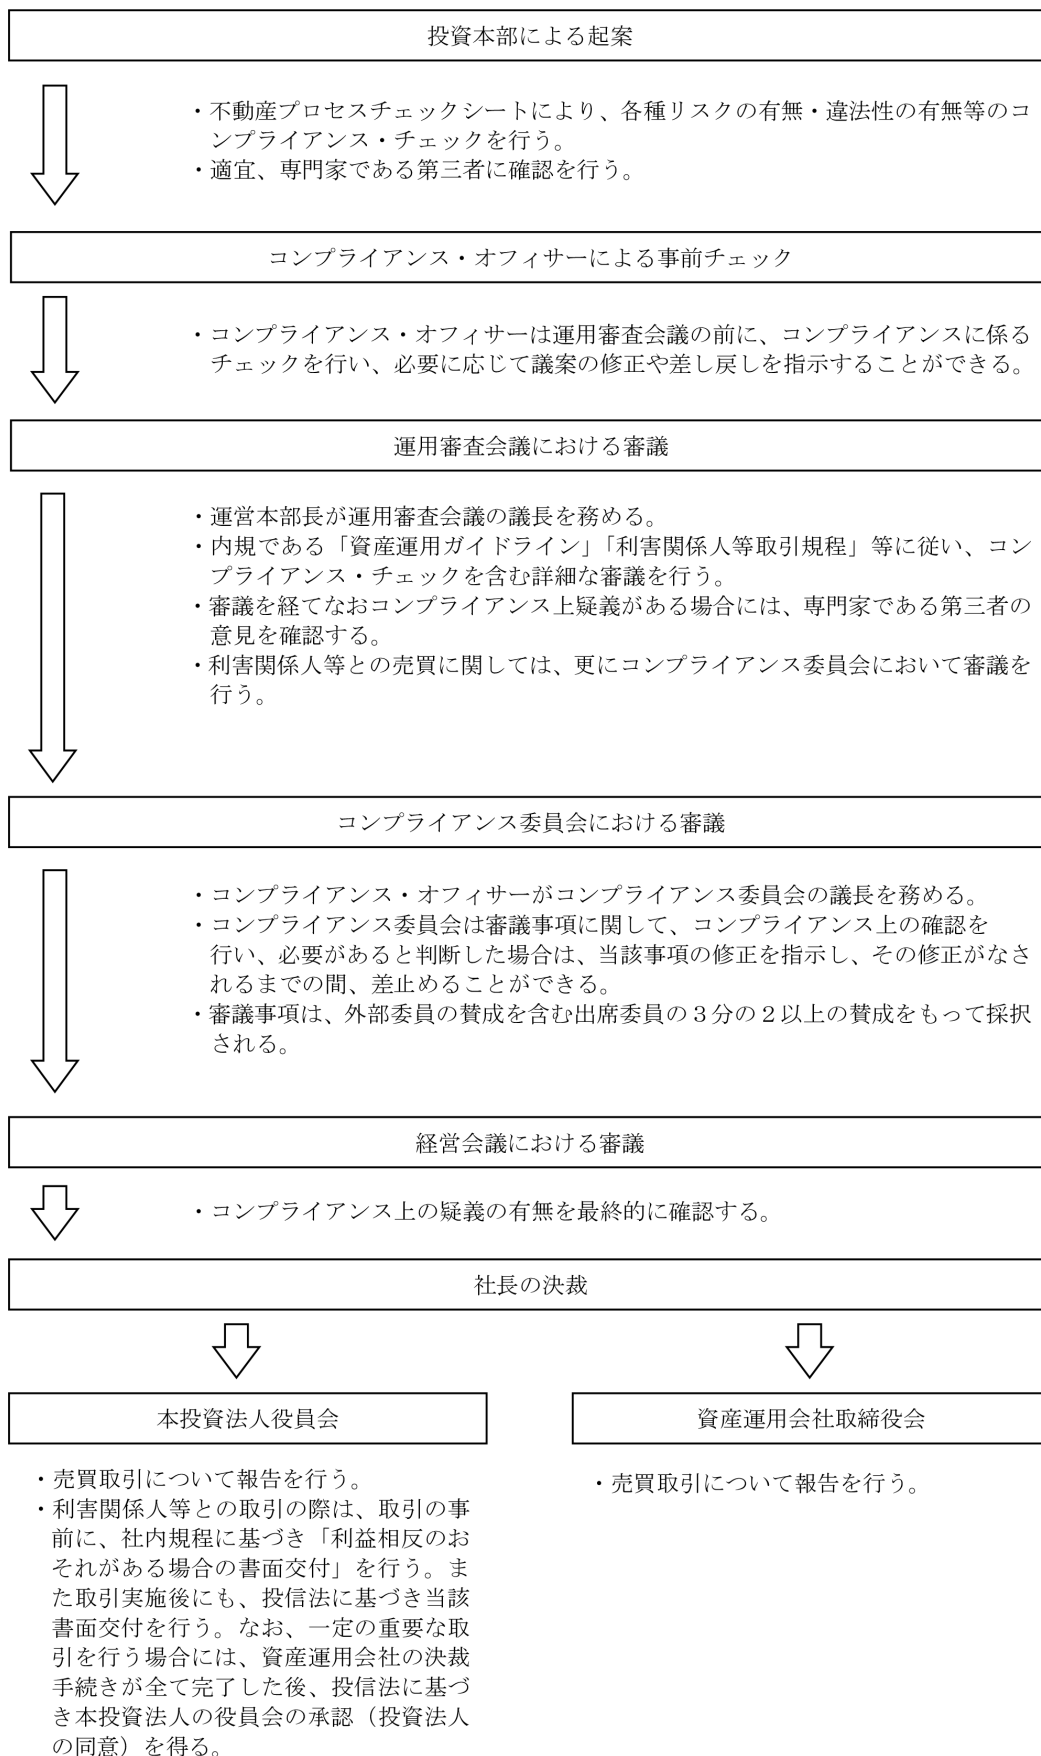 投資本部による起案
・不動産プロセスチェックシートにより、各種リスクの有無・違法性の有無等のコ
ンプライアンス・チェックを行う。
・適宜、専門家である第三者に確認を行う。
コンプライアンス・オフィサーによる事前チェック
・コンプライアンス・オフィサーは運用審査会議の前に、コンプライアンスに係る
チェックを行い、必要に応じて議案の修正や差し戻しを指示することができる。
運用審査会議における審議
・運営本部長が運用審査会議の議長を務める。
・内規である「資産運用ガイドライン」「利害関係人等取引規程」等に従い、コン
プライアンス・チェックを含む詳細な審議を行う。
・審議を経てなおコンプライアンス上疑義がある場合には、専門家である第三者の
意見を確認する。
・利害関係人等との売買に関しては、更にコンプライアンス委員会において審議を
行う。
コンプライアンス委員会における審議
・コンプライアンス・オフィサーがコンプライアンス委員会の議長を務める。
・コンプライアンス委員会は審議事項に関して、コンプライアンス上の確認を
行い、必要があると判断した場合は、当該事項の修正を指示し、その修正がなさ
れるまでの間、差止めることができる。
・審議事項は、外部委員の賛成を含む出席委員の３分の２以上の賛成をもって採択
される。
経営会議における審議
・コンプライアンス上の疑義の有無を最終的に確認する。
社長の決裁
本投資法人役員会
・売買取引について報告を行う。
・利害関係人等との取引の際は、取引の事
前に、社内規程に基づき「利益相反のお
それがある場合の書面交付」を行う。ま
た取引実施後にも、投信法に基づき当該
書面交付を行う。なお、一定の重要な取
引を行う場合には、資産運用会社の決裁
手続きが全て完了した後、投信法に基づ
き本投資法人の役員会の承認（投資法人
の同意）を得る。
資産運用会社取締役会
・売買取引について報告を行う。